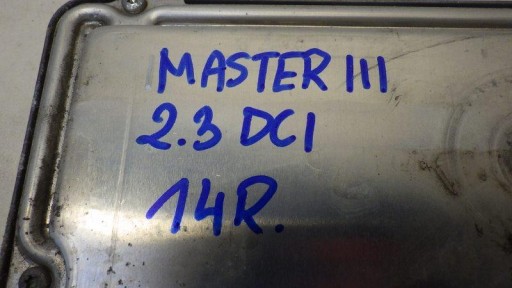 MASTER III
2.3 DCI
14R.